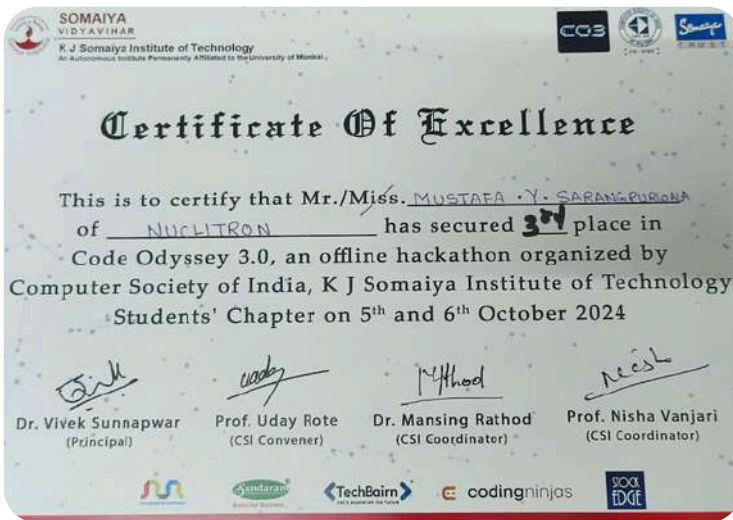 SOMAIYA
VIDYAVIHAR
K J Somaiya Institute of Technology
An Autonomous Institute Permanently Affiliated to the University of Mumbai
CG3
Somaiya
TRUST
Certificate Of Excellence
This is to certify that Mr./Miss. MUSTAFA . Y. SARANGPURWALA
of NUCLITRON has secured 3rd place in
Code Odyssey 3.0, an offline hackathon organized by
Computer Society of India, K J Somaiya Institute of Technology
Students' Chapter on 5th and 6th October 2024
Dr. Vivek Sunnapwar
(Principal)
Prof. Uday Rote
(CSI Convener)
Dr. Mansing Rathod
(CSI Coordinator)
Prof. Nisha Vanjari
(CSI Coordinator)
Sundaram
TechBairn
codingninjas
STOCK
EDGE